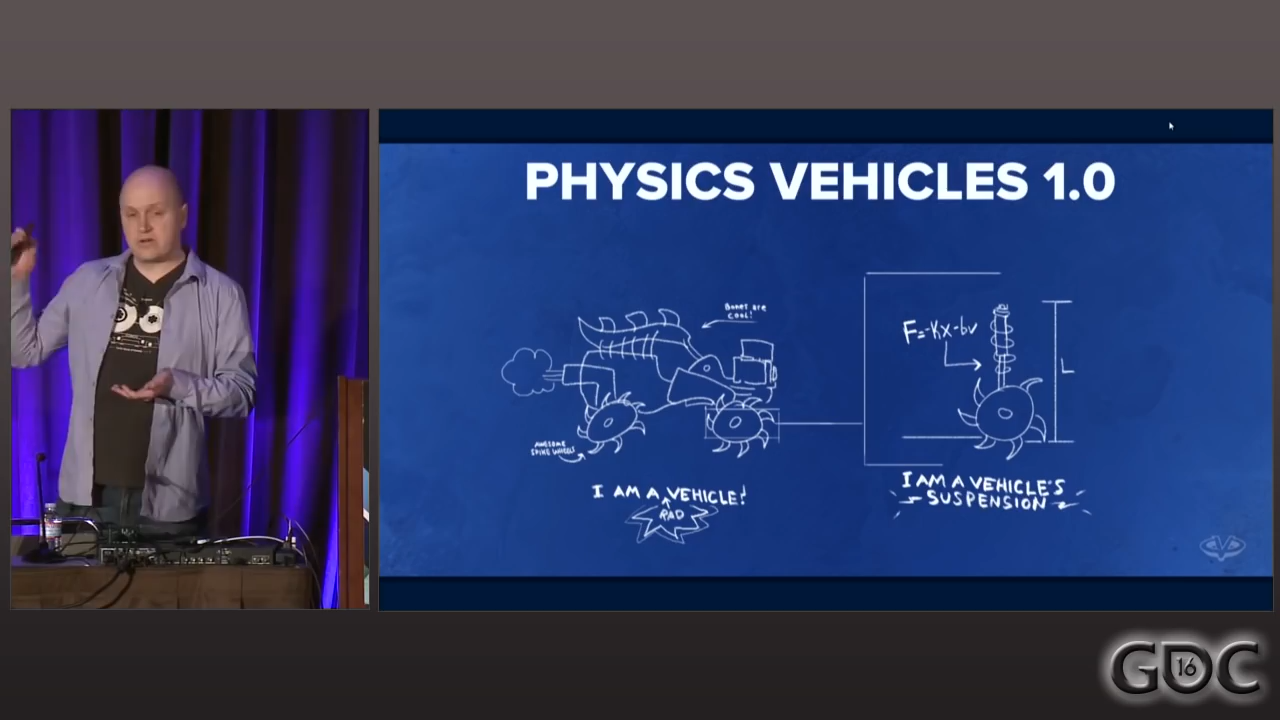 PHYSICS VEHICLES 1.0
BONES ARE
COOL!
AWESOME
SPIKE WHEELS
I AM A VEHICLE!
RAD
F=-Kx-bv
L
I AM A VEHICLE'S
SUSPENSION
GDC
16